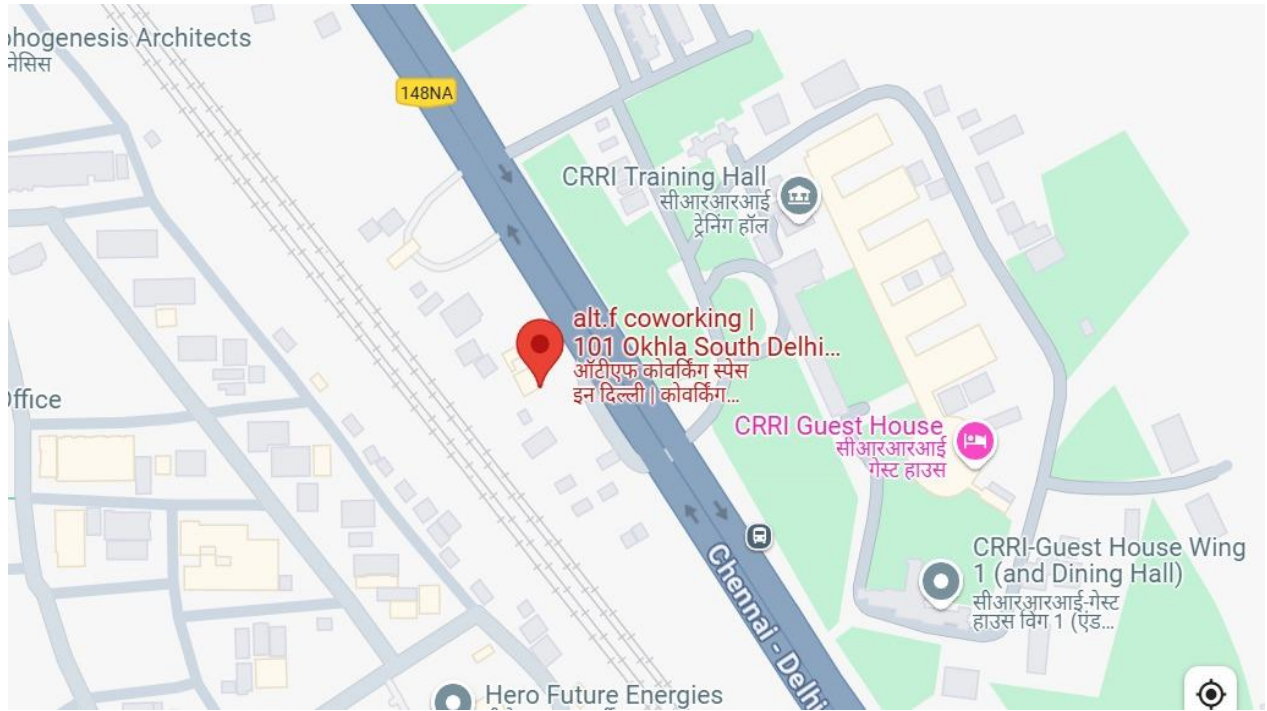 hogenesis Architects
नेसिस
148NA
CRRI Training Hall
सीआरआरआई
ट्रेनिंग हॉल
alt.f coworking |
101 Okhla South Delhi...
ऑटीएफ कोवर्किंग स्पेस
इन दिल्ली | कोवर्किंग...
Office
CRRI Guest House
सीआरआरआई
गेस्ट हाउस
CRRI-Guest House Wing
1 (and Dining Hall)
सीआरआरआई-गेस्ट
हाउस विंग 1 (एंड...
Chennai - Delhi
Hero Future Energies